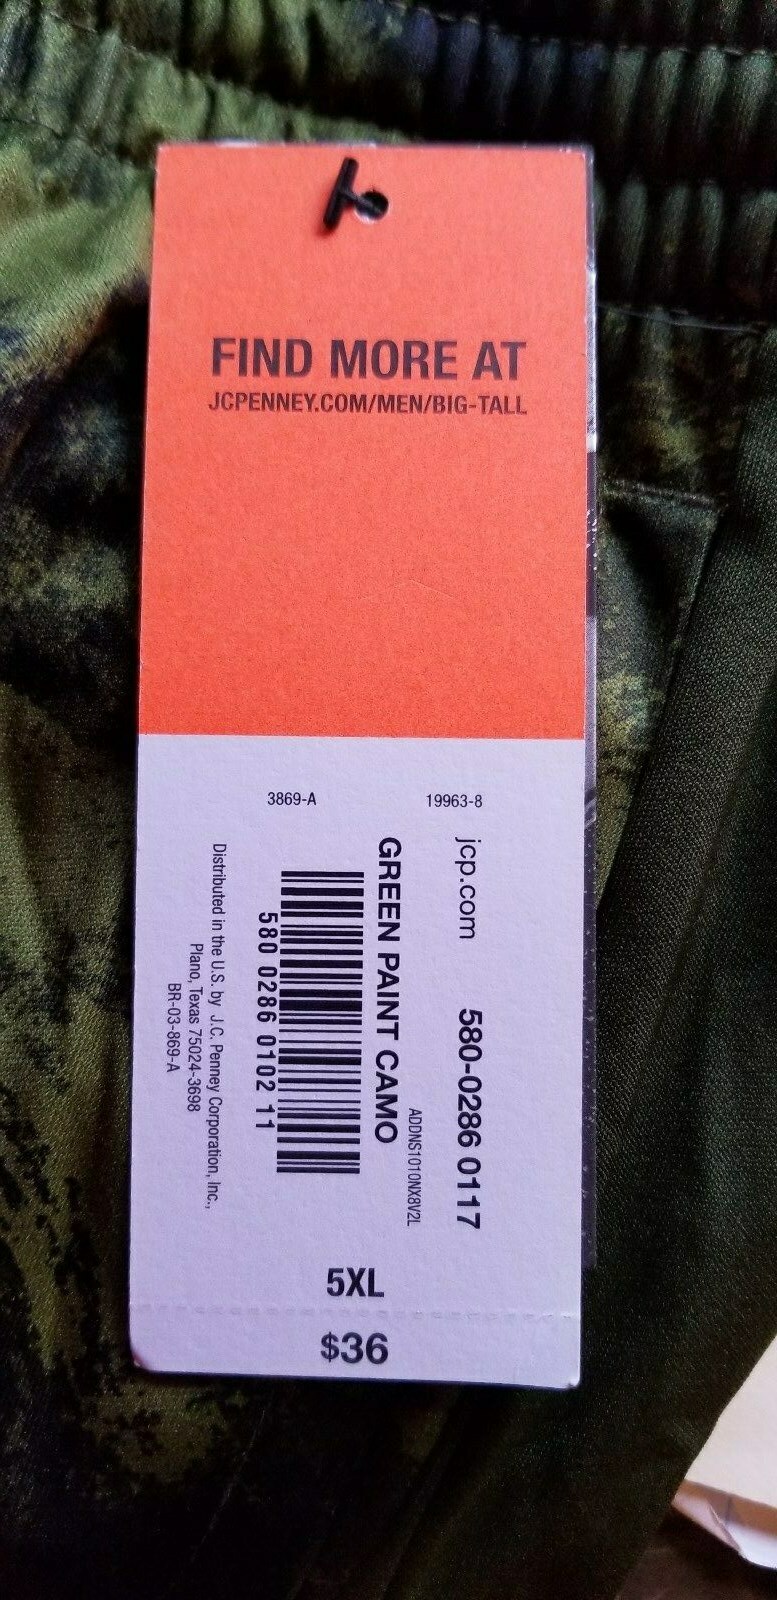 FIND MORE AT
JCPENNEY.COM/MEN/BIG-TALL
3869-A
19963-8
jcp.com 580-0286 0117
ADDNS1010NX8V2L
GREEN PAINT CAMO
580 0286 0102 11
Distributed in the U.S. by J.C. Penney Corporation, Inc.,
Plano, Texas 75024-3698
BR-03-869-A
5XL
$36